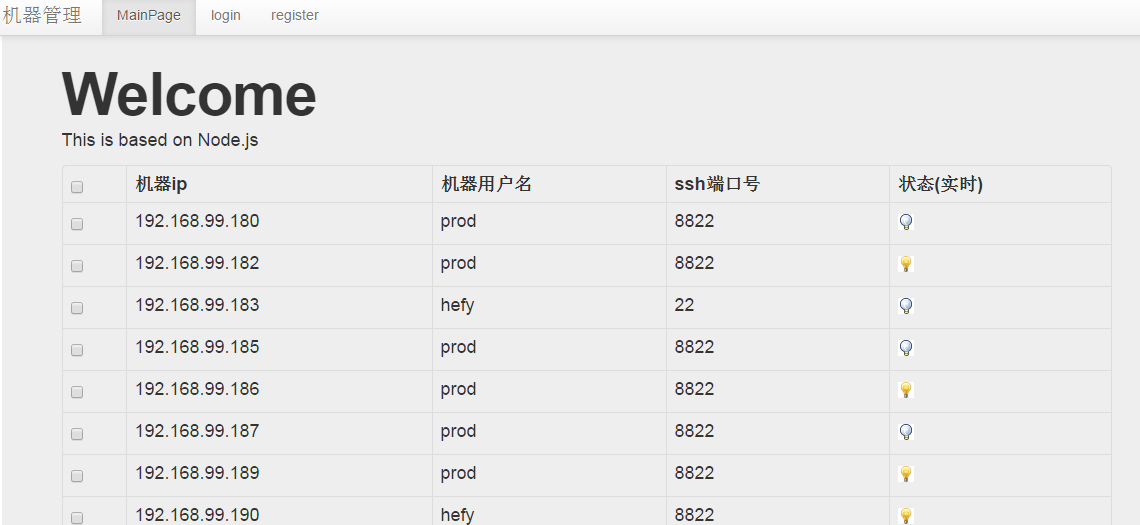 机器管理 MainPage login register
Welcome
This is based on Node.js
机器ip 机器用户名 ssh端口号 状态(实时)
192.168.99.180 prod 8822
192.168.99.182 prod 8822
192.168.99.183 hefy 22
192.168.99.185 prod 8822
192.168.99.186 prod 8822
192.168.99.187 prod 8822
192.168.99.189 prod 8822
192.168.99.190 hefy 8822